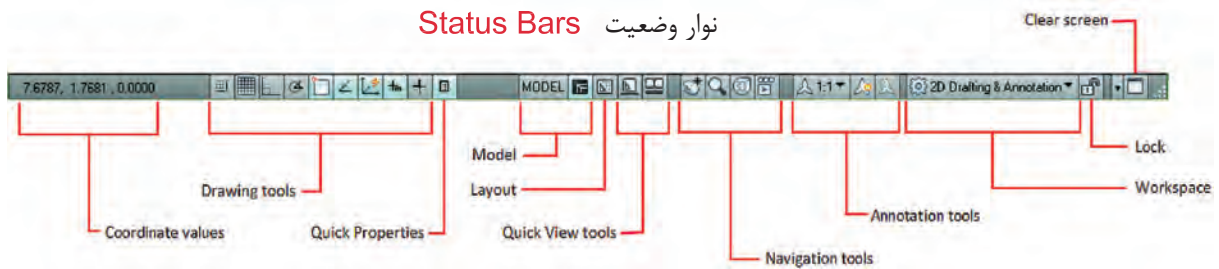 نوار وضعیت Status Bars
Clear screen
7.6787, 1.7681 , 0.0000
MODEL
1:1
2D Drafting & Annotation
Model
Lock
Drawing tools
Layout
Workspace
Annotation tools
Coordinate values
Quick Properties
Quick View tools
Navigation tools